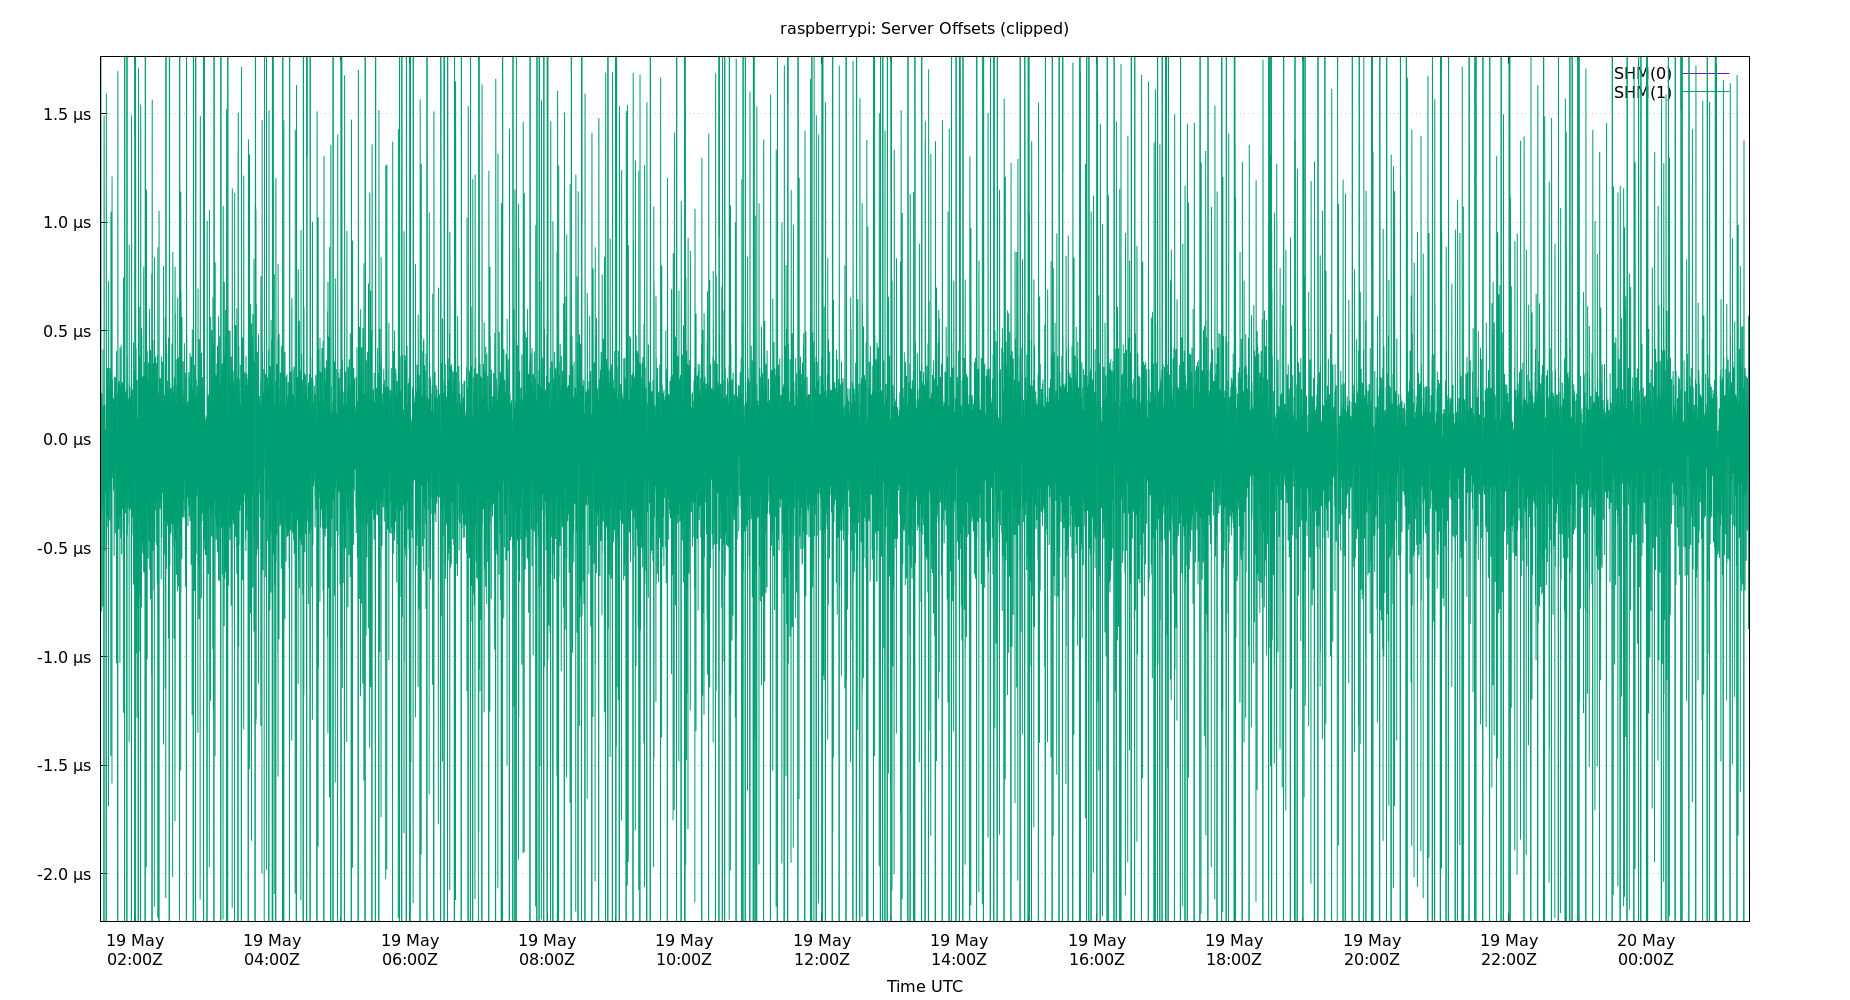 raspberrypi: Server Offsets (clipped)
SHM(0)
SHM(1)
1.5 µs
1.0 µs
0.5 µs
0.0 µs
-0.5 µs
-1.0 µs
-1.5 µs
-2.0 µs
19 May 19 May 19 May 19 May 19 May 19 May 19 May 19 May 19 May 19 May 19 May 20 May
02:00Z 04:00Z 06:00Z 08:00Z 10:00Z 12:00Z 14:00Z 16:00Z 18:00Z 20:00Z 22:00Z 00:00Z
Time UTC